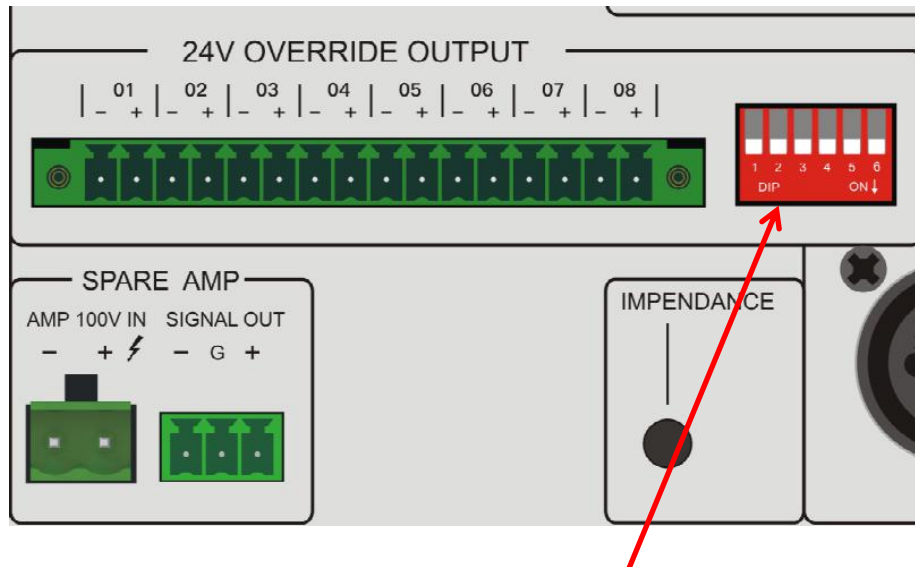 24V OVERRIDE OUTPUT
01 02 03 04 05 06 07 08
- + - + - + - + - + - + - + - +
1 2 3 4 5 6
DIP ON↓
SPARE AMP
AMP 100V IN SIGNAL OUT
- + - G +
IMPENDANCE